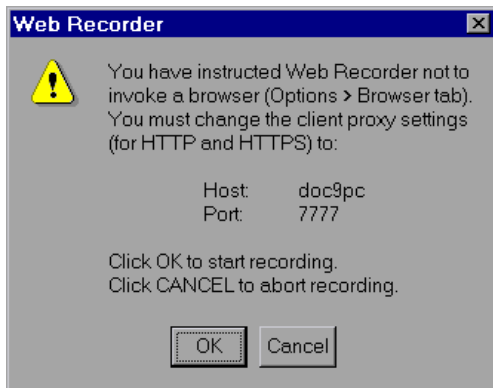 Web Recorder
You have instructed Web Recorder not to
invoke a browser (Options > Browser tab).
You must change the client proxy settings
(for HTTP and HTTPS) to:
Host: doc9pc
Port: 7777
Click OK to start recording.
Click CANCEL to abort recording.
OK Cancel